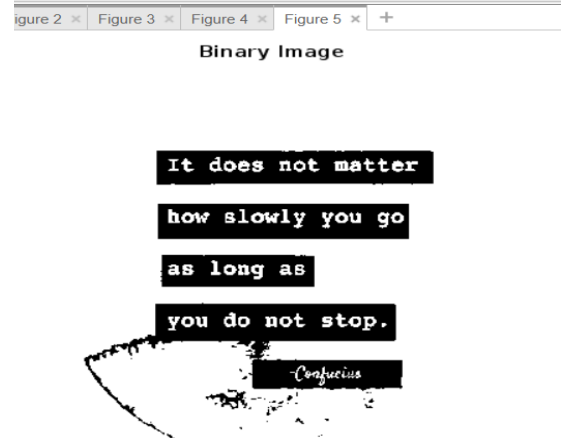 igure 2 × Figure 3 × Figure 4 × Figure 5 × +
Binary Image
It does not matter
how slowly you go
as long as
you do not stop.
-Confucius